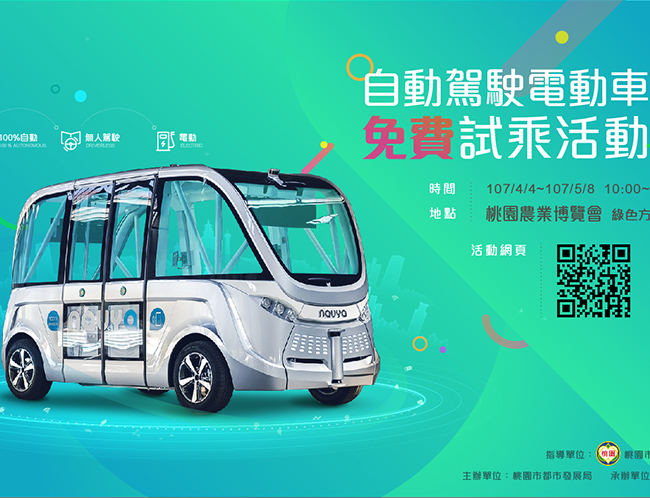 自動駕駛電動車
免費試乘活動
100%自動
100 % AUTONOMOUS
無人駕駛
DRIVERLESS
電動
ELECTRIC
時間 107/4/4~107/5/8 10:00~
地點 桃園農業博覽會 綠色方
活動網頁
navya
指導單位： 桃園 桃園市
主辦單位：桃園市都市發展局 承辦單位